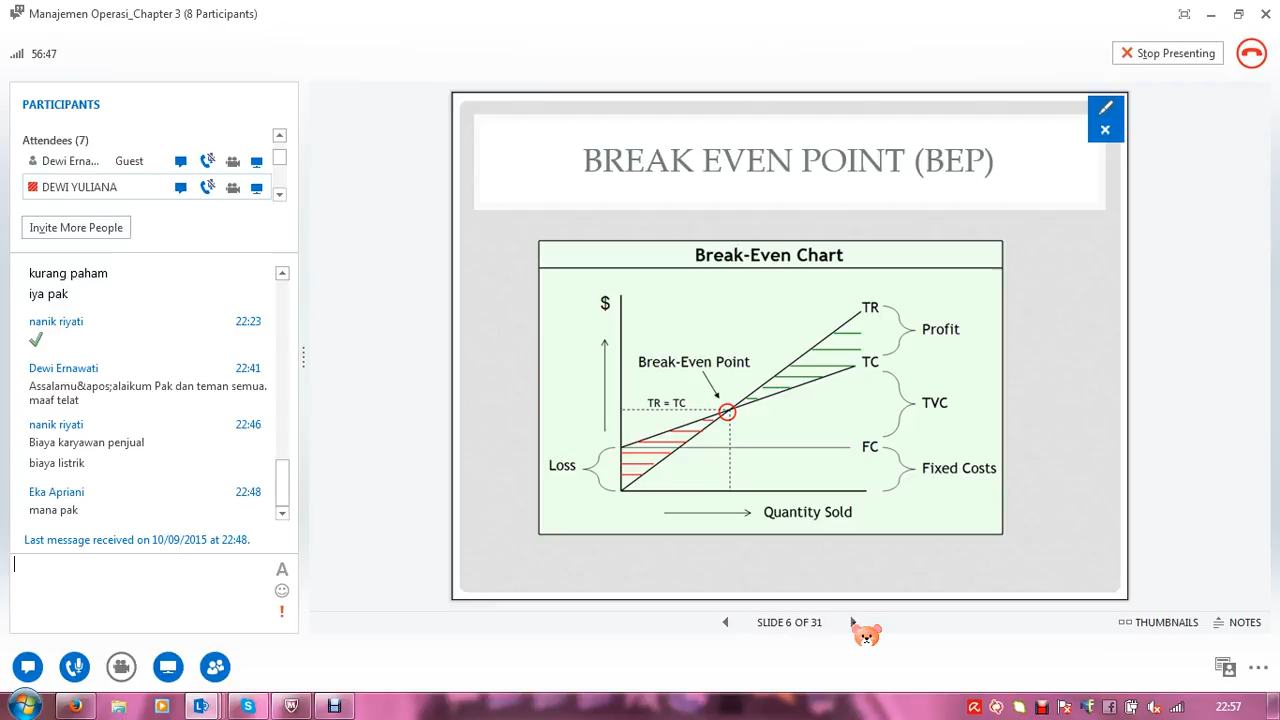 Manajemen Operasi_Chapter 3 (8 Participants)
56:47
Stop Presenting
PARTICIPANTS
Attendees (7)
Dewi Erna... Guest
DEWI YULIANA
Invite More People
kurang paham
iya pak
nanik riyati 22:23
Dewi Ernawati 22:41
Assalamu&apos;alaikum Pak dan teman semua.
maaf telat
nanik riyati 22:46
Biaya karyawan penjual
biaya listrik
Eka Apriani 22:48
mana pak
Last message received on 10/09/2015 at 22:48.
A
!
BREAK EVEN POINT (BEP)
Break-Even Chart
$
TR
Profit
Break-Even Point
TC
TR = TC
TVC
FC
Loss
Fixed Costs
Quantity Sold
SLIDE 6 OF 31
THUMBNAILS
NOTES
22:57